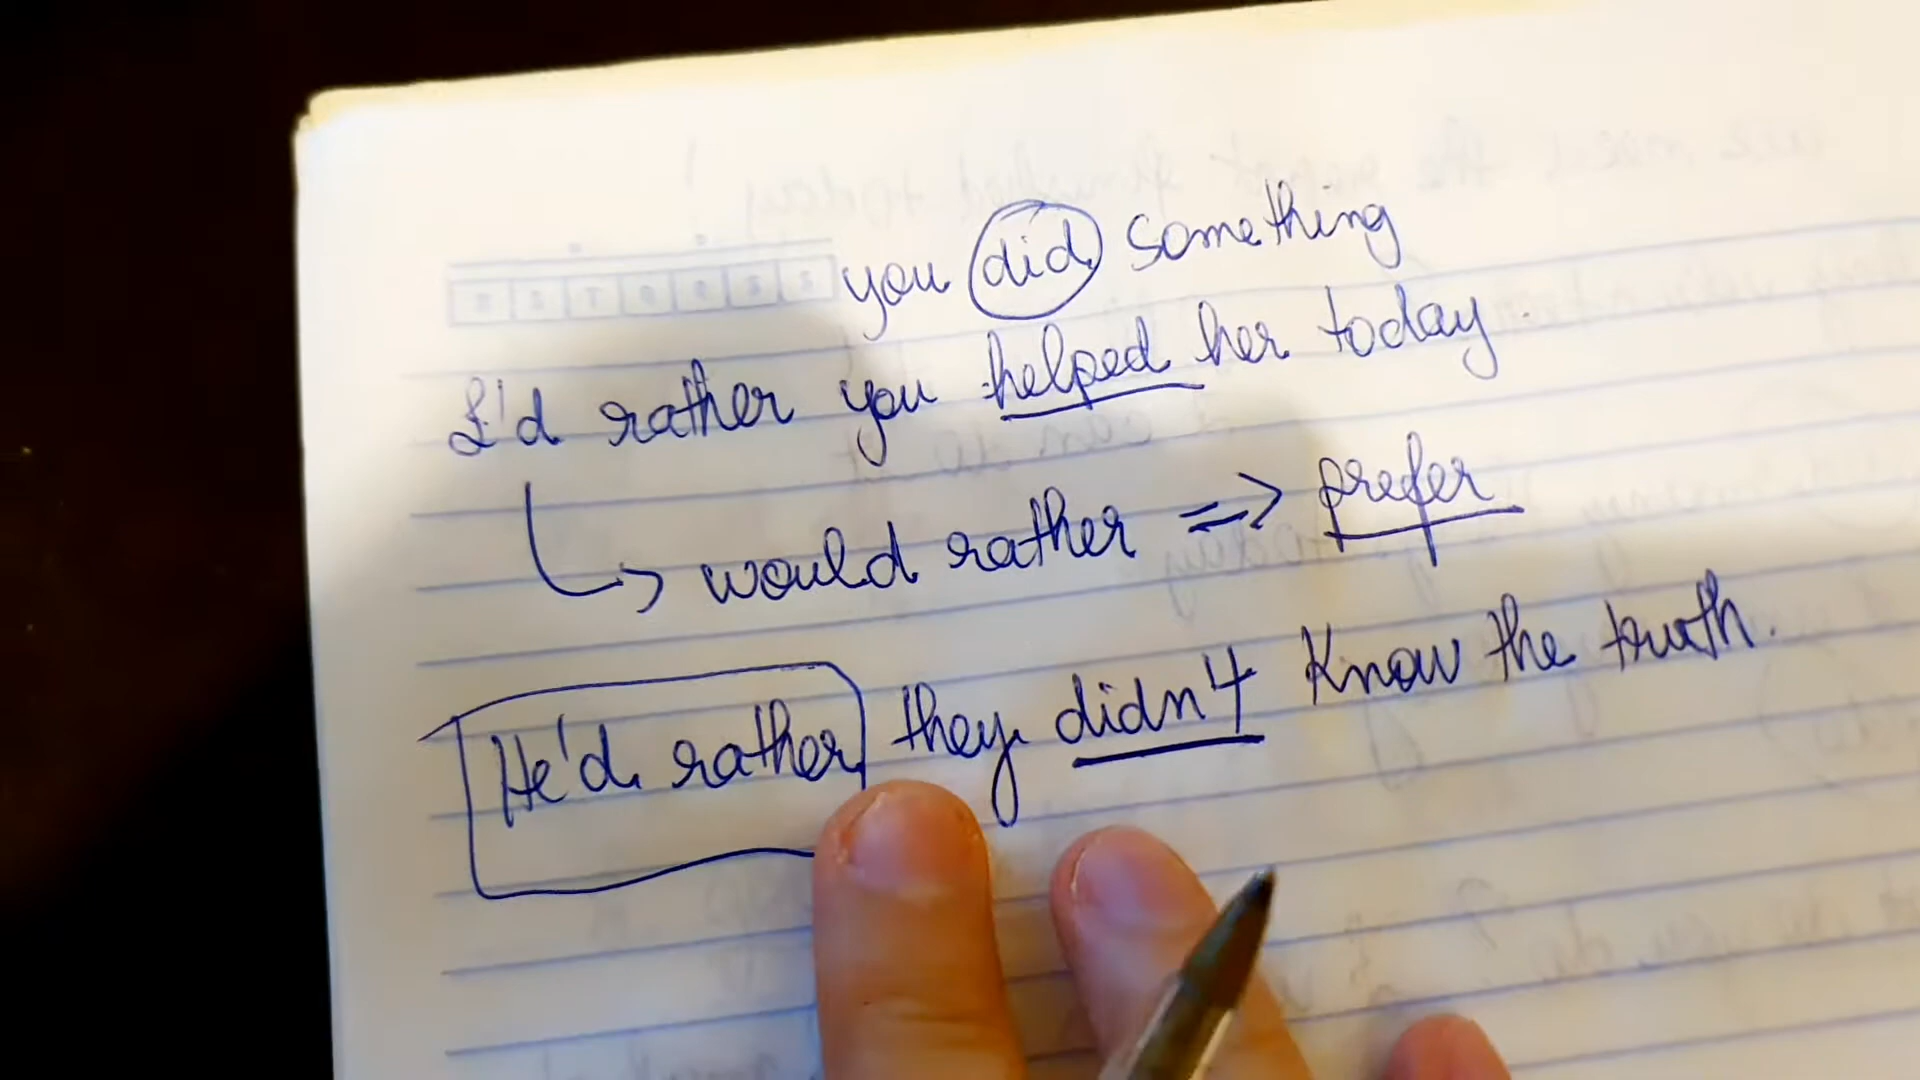 you did something
I'd rather you helped her today.
would rather => prefer
He'd rather they didn't know the truth.